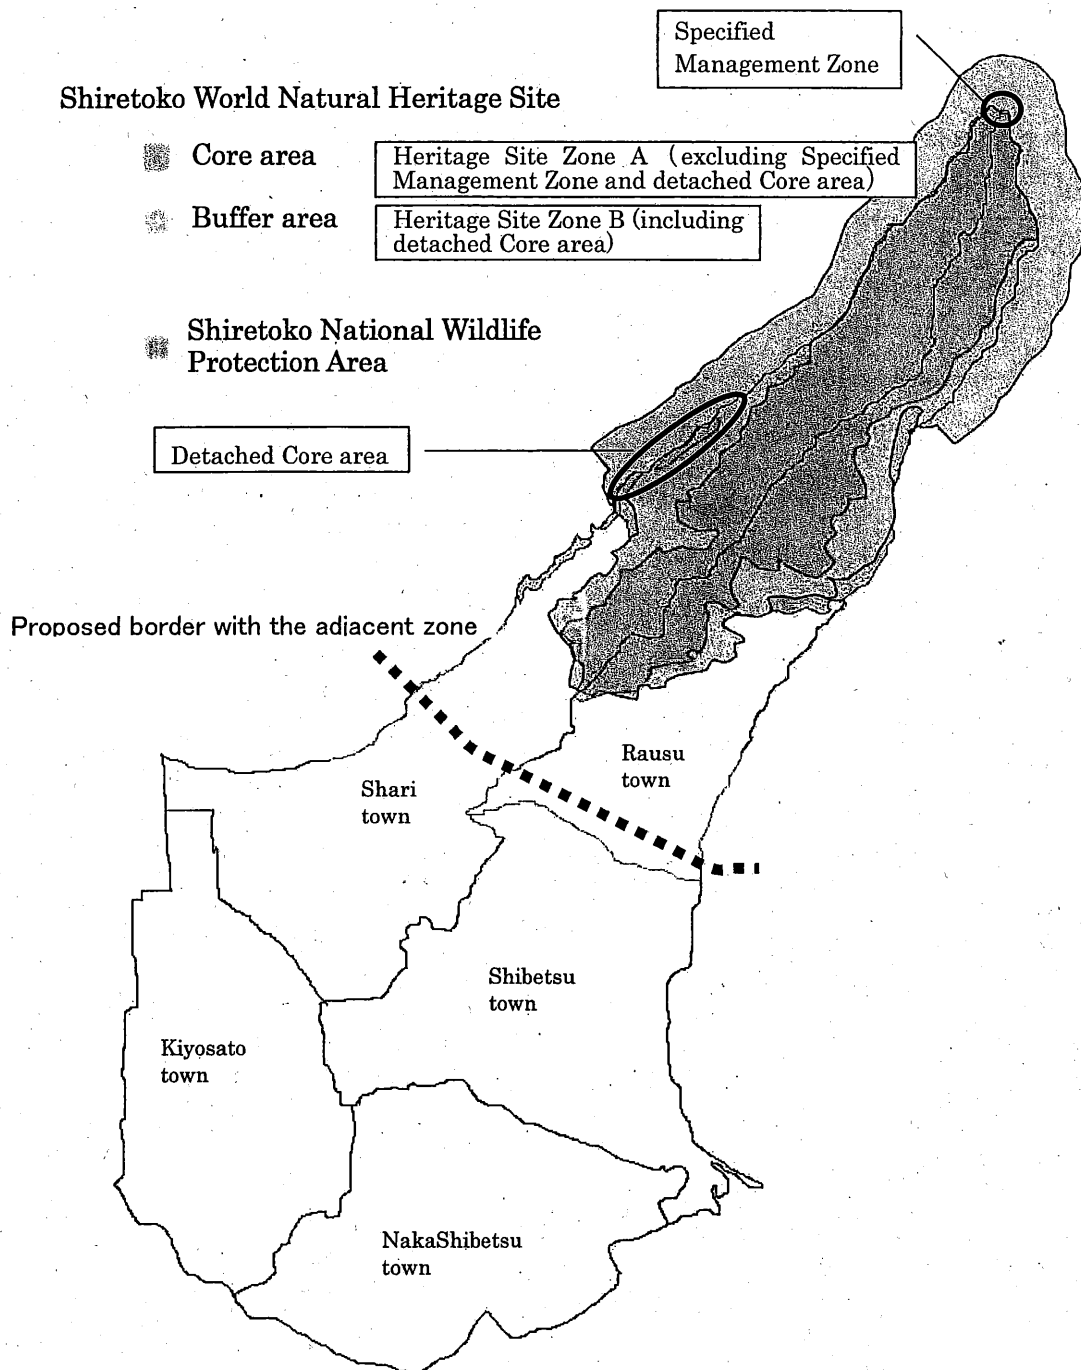 Specified
Management Zone
Shiretoko World Natural Heritage Site
Core area
Heritage Site Zone A (excluding Specified
Management Zone and detached Core area)
Buffer area
Heritage Site Zone B (including
detached Core area)
Shiretoko National Wildlife
Protection Area
Detached Core area
Proposed border with the adjacent zone
Rausu
town
Shari
town
Shibetsu
town
Kiyosato
town
NakaShibetsu
town